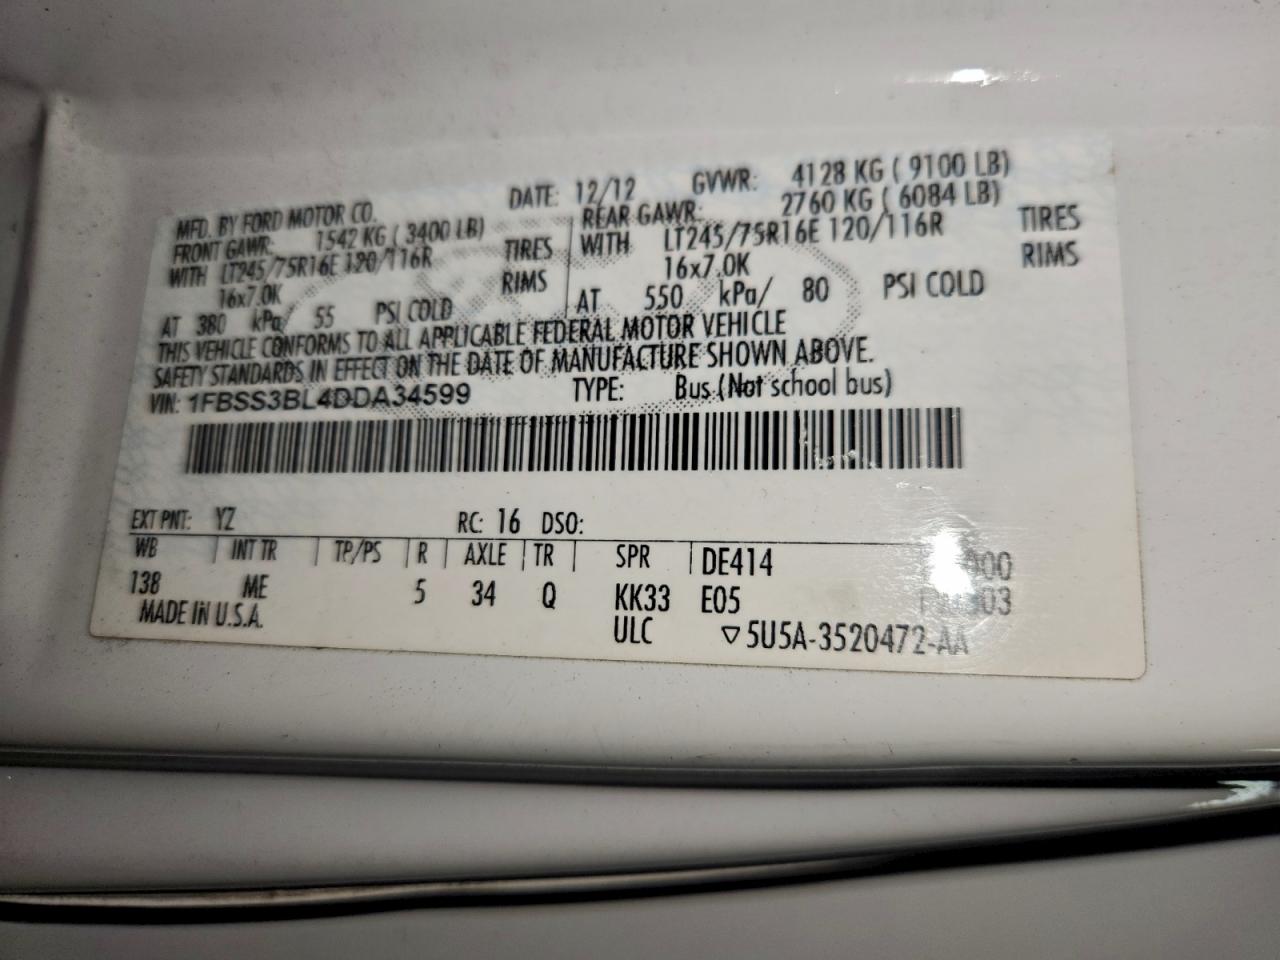 MFD. BY FORD MOTOR CO. DATE: 12/12 GVWR: 4128 KG ( 9100 LB)
FRONT GAWR: 1542 KG ( 3400 LB) REAR GAWR: 2760 KG ( 6084 LB)
WITH LT245/75R16E 120/116R TIRES WITH LT245/75R16E 120/116R TIRES
16x7.0K RIMS 16x7.0K RIMS
AT 380 kPa/ 55 PSI COLD AT 550 kPa/ 80 PSI COLD
THIS VEHICLE CONFORMS TO ALL APPLICABLE FEDERAL MOTOR VEHICLE
SAFETY STANDARDS IN EFFECT ON THE DATE OF MANUFACTURE SHOWN ABOVE.
VIN: 1FBSS3BL4DDA34599 TYPE: Bus (Not school bus)
EXT PNT: YZ RC: 16 DSO:
WB INT TR TP/PS R AXLE TR SPR DE414
138 ME 5 34 Q KK33 E05
MADE IN U.S.A. ULC ▽5U5A-3520472-AA